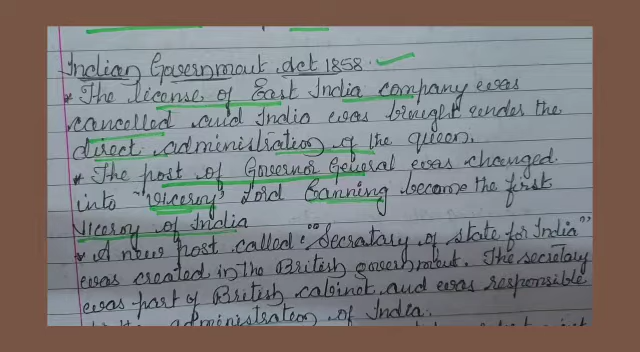 Indian Government Act 1858.
* The license of East India company was
cancelled and India was brought under the
direct administration of the queen.
* The post of Governor General was changed
into "viceroy" Lord Canning become the first
Viceroy of India
* A new post called "Secratary of state for India"
was created in the British government. The secretary
was part of British cabinet and was responsible
administration of India.